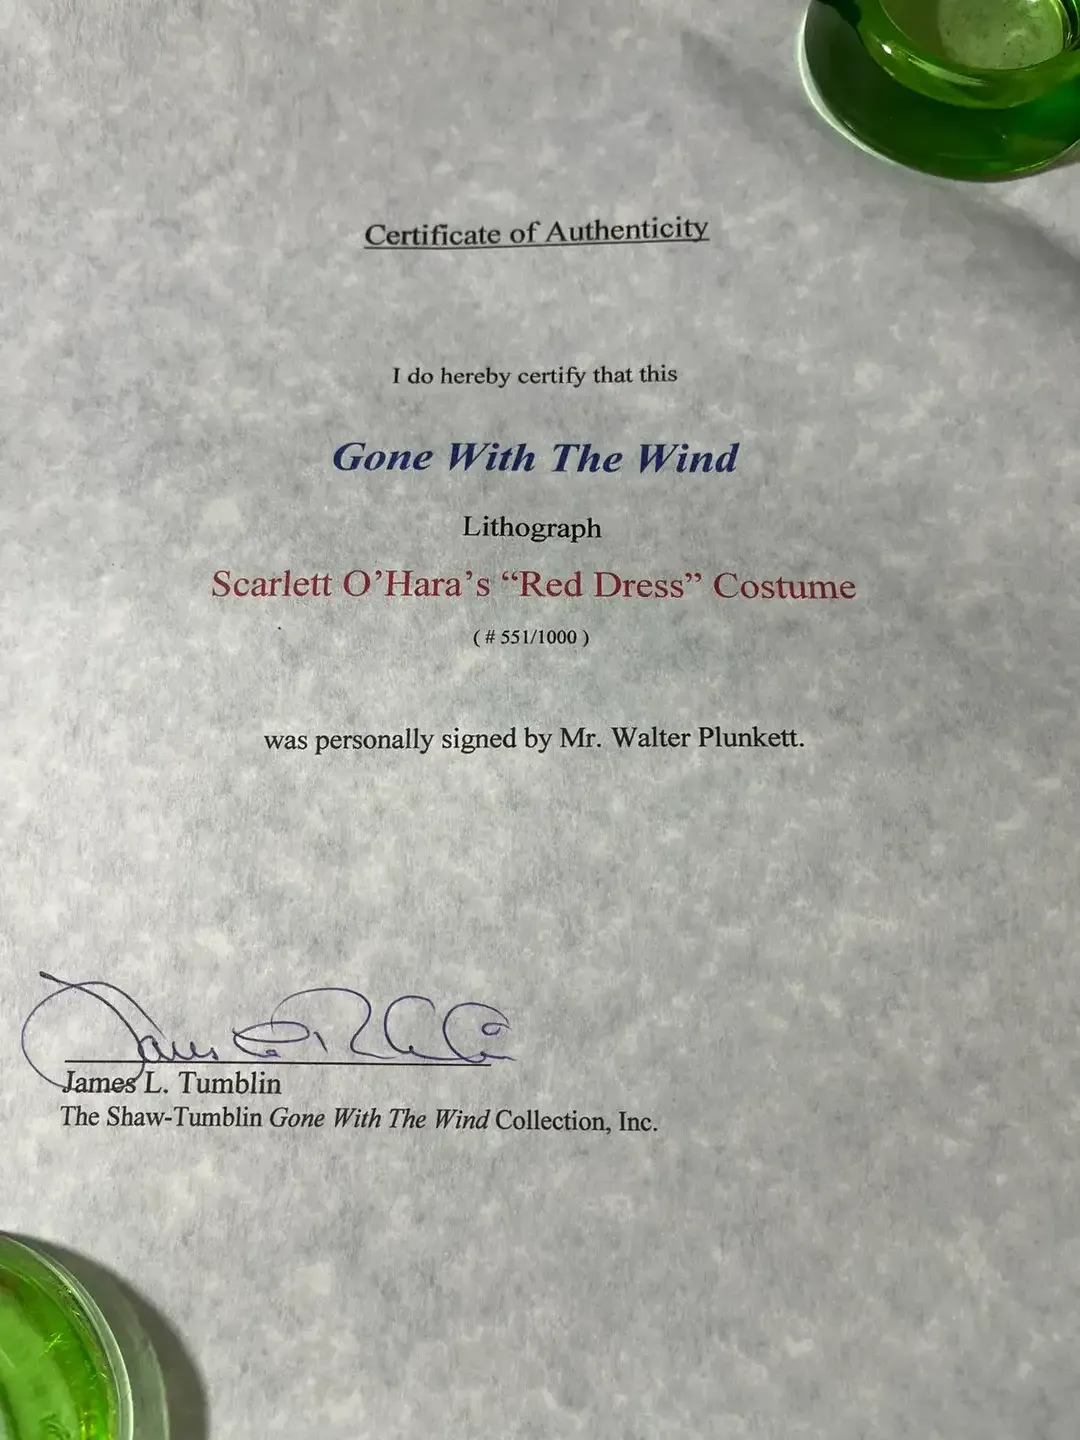 Certificate of Authenticity
I do hereby certify that this
Gone With The Wind
Lithograph
Scarlett O’Hara’s “Red Dress” Costume
( # 551/1000 )
was personally signed by Mr. Walter Plunkett.
James L. Tumblin
The Shaw-Tumblin Gone With The Wind Collection, Inc.